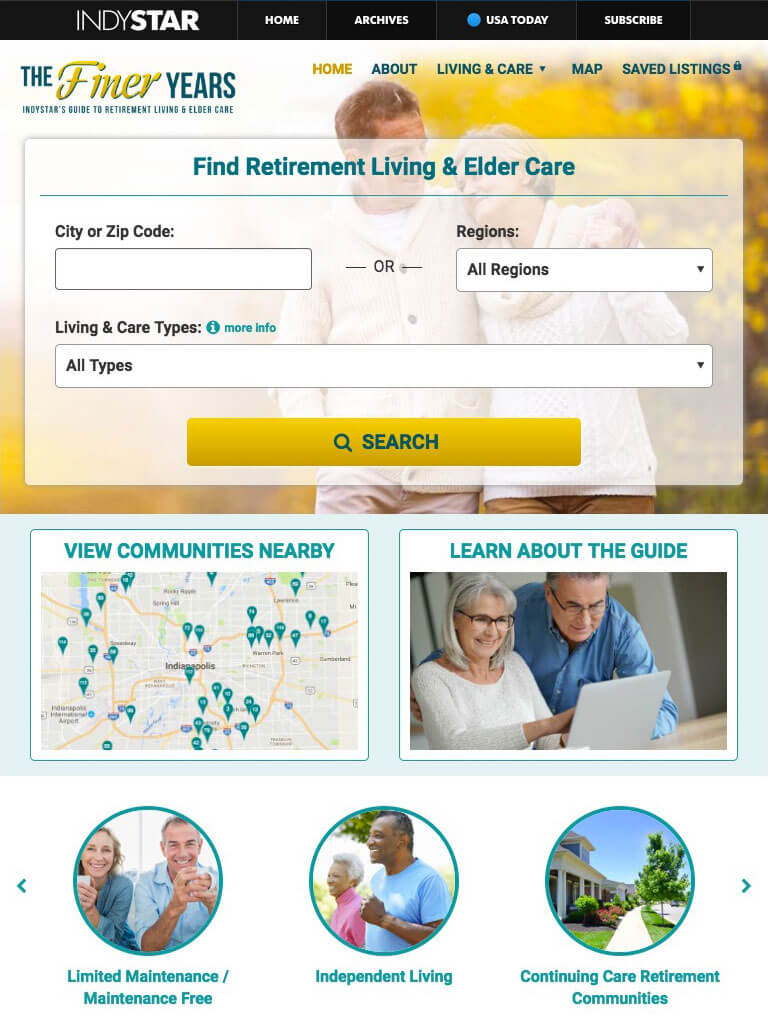 INDYSTAR
HOME
ARCHIVES
USA TODAY
SUBSCRIBE
THE Finer YEARS
INDYSTAR'S GUIDE TO RETIREMENT LIVING & ELDER CARE
HOME
ABOUT
LIVING & CARE
MAP
SAVED LISTINGS
Find Retirement Living & Elder Care
City or Zip Code:
OR
Regions:
All Regions
Living & Care Types: more info
All Types
SEARCH
VIEW COMMUNITIES NEARBY
LEARN ABOUT THE GUIDE
Rocky Ripple
Spring Hill
Lawrence
Speedway
Warren Park
Cumberland
Indianapolis
Indianapolis
International
Airport
Limited Maintenance /
Maintenance Free
Independent Living
Continuing Care Retirement
Communities